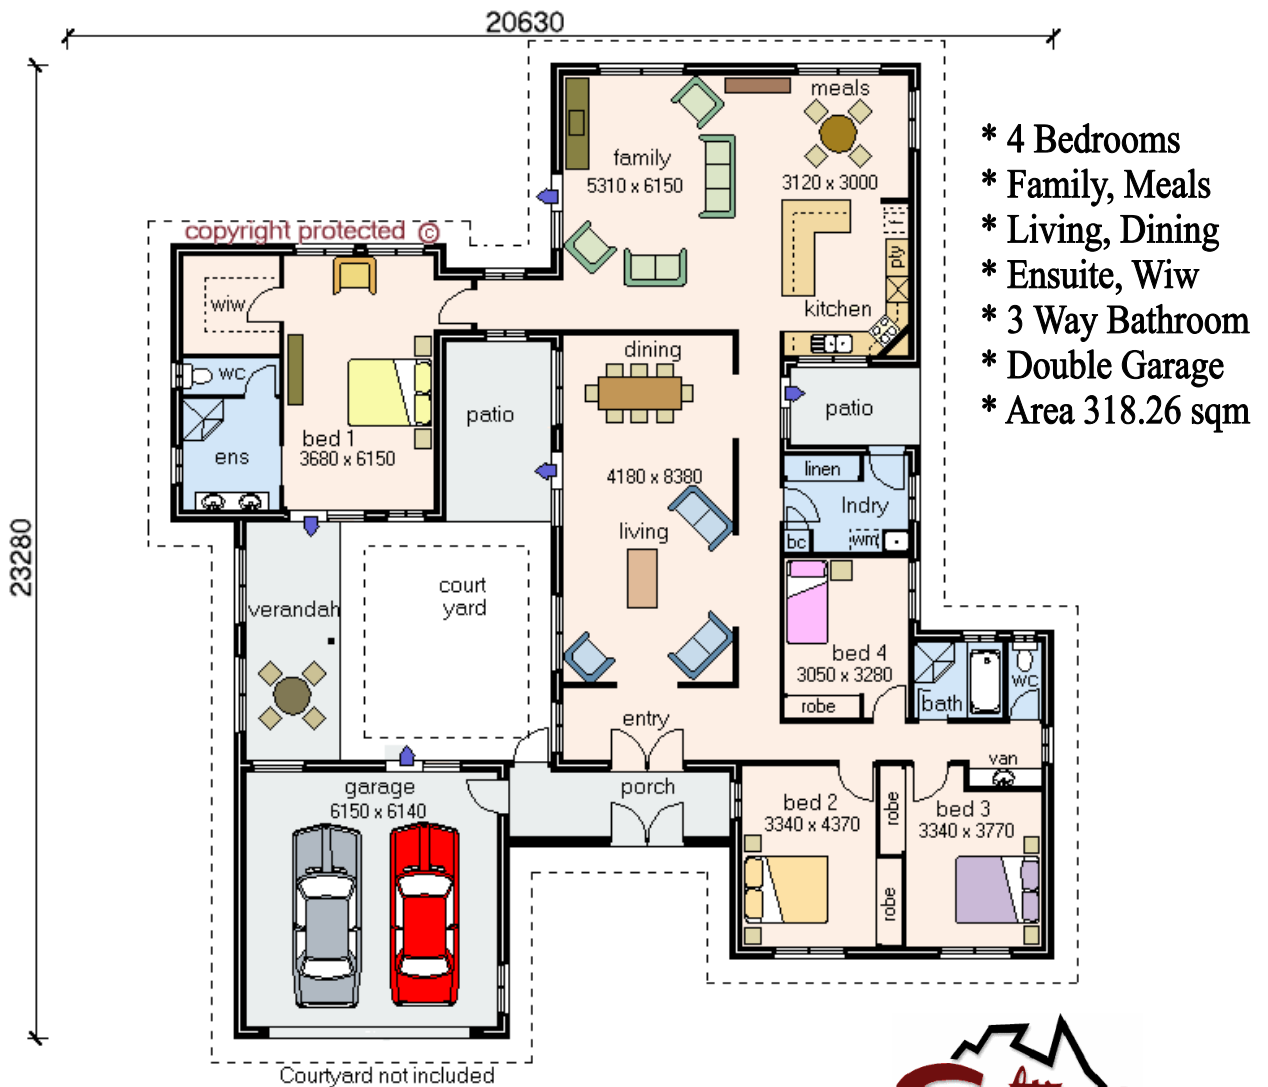 20630
23280
copyright protected ©
* 4 Bedrooms
* Family, Meals
* Living, Dining
* Ensuite, Wiw
* 3 Way Bathroom
* Double Garage
* Area 318.26 sqm
meals
3120 x 3000
family
5310 x 6150
f
pty
kitchen
wiw
wc
ens
bed 1
3680 x 6150
patio
dining
4180 x 8380
living
patio
linen
lndry
bc
wm
court
yard
verandah
bed 4
3050 x 3280
robe
bath
wc
entry
van
garage
6150 x 6140
porch
bed 2
3340 x 4370
robe
robe
bed 3
3340 x 3770
Courtyard not included